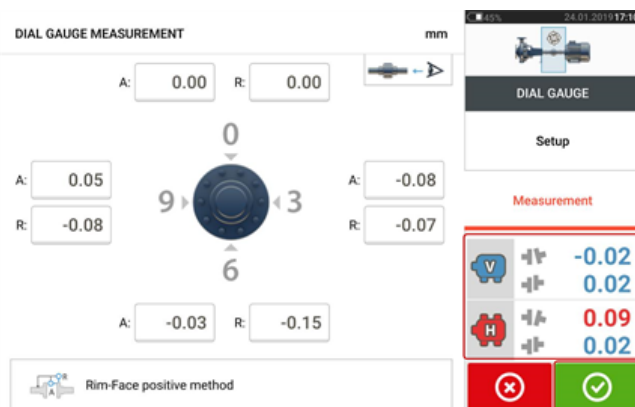 DIAL GAUGE MEASUREMENT mm
A: 0.00 R: 0.00
0
A: 0.05
R: -0.08
9 3
A: -0.08
R: -0.07
6
A: -0.03 R: -0.15
A R
Rim-Face positive method
45% 24.01.2019 17:10
DIAL GAUGE
Setup
Measurement
V -0.02
0.02
H 0.09
0.02